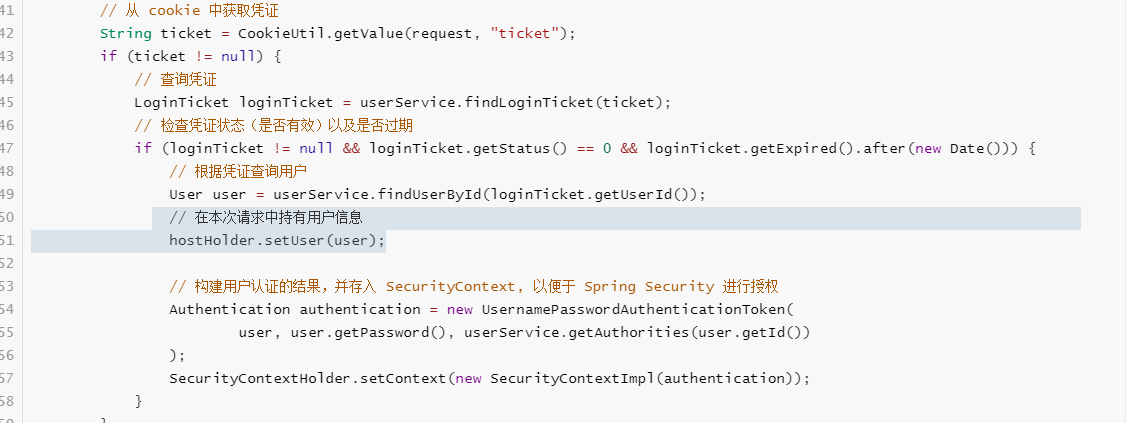 41 // 从 cookie 中获取凭证
42 String ticket = CookieUtil.getValue(request, "ticket");
43 if (ticket != null) {
44 // 查询凭证
45 LoginTicket loginTicket = userService.findLoginTicket(ticket);
46 // 检查凭证状态（是否有效）以及是否过期
47 if (loginTicket != null && loginTicket.getStatus() == 0 && loginTicket.getExpired().after(new Date())) {
48 // 根据凭证查询用户
49 User user = userService.findUserById(loginTicket.getUserId());
50 // 在本次请求中持有用户信息
51 hostHolder.setUser(user);
52
53 // 构建用户认证的结果，并存入 SecurityContext, 以便于 Spring Security 进行授权
54 Authentication authentication = new UsernamePasswordAuthenticationToken(
55 user, user.getPassword(), userService.getAuthorities(user.getId())
56 );
57 SecurityContextHolder.setContext(new SecurityContextImpl(authentication));
58 }